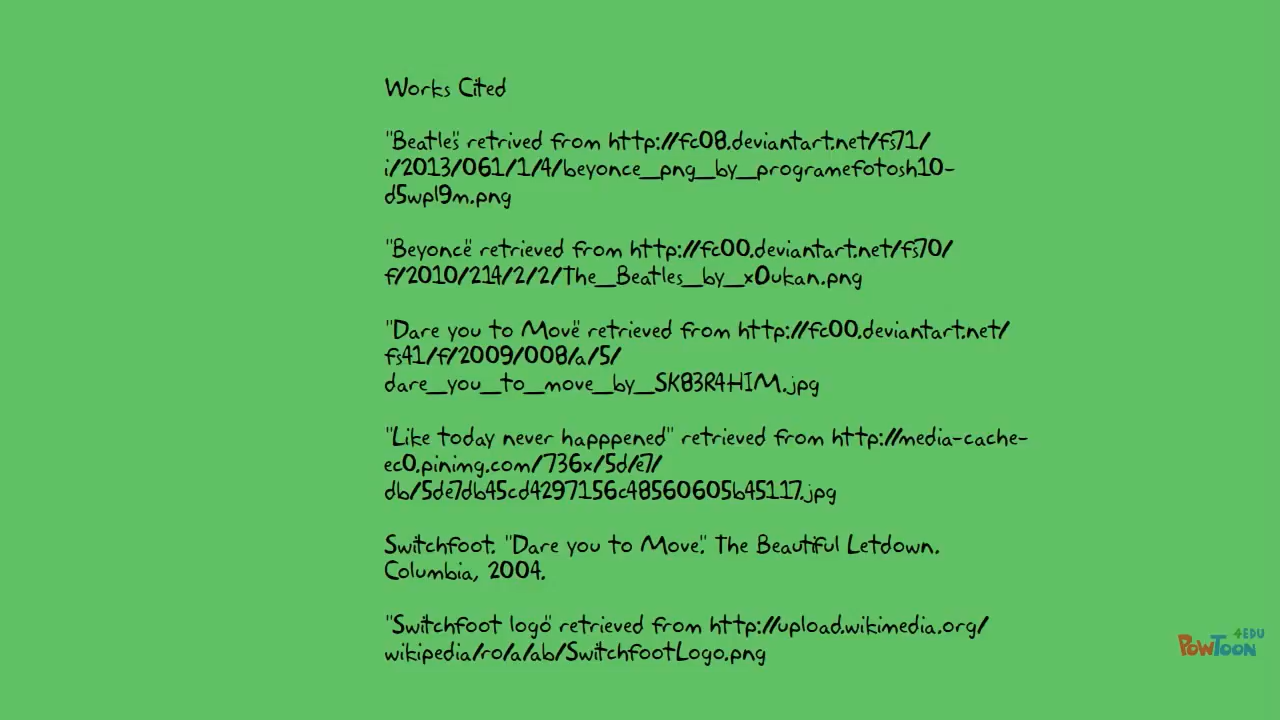 Works Cited
"Beatles" retrived from http://fc08.deviantart.net/fs71/
i/2013/061/1/4/beyonce__png__by__programefotosh10-
d5wpl9m.png
"Beyonce" retrieved from http://fc00.deviantart.net/fs70/
f/2010/214/2/2/The__Beatles__by__x0ukan.png
"Dare you to Move" retrieved from http://fc00.deviantart.net/
fs41/f/2009/008/a/5/
dare__you__to__move__by__SK83R4HIM.jpg
"Like today never happpened" retrieved from http://media-cache-
ec0.pinimg.com/736x/5d/e7/
db/5de7db45cd4297156c48560605b45117.jpg
Switchfoot. "Dare you to Move." The Beautiful Letdown.
Columbia, 2004.
"Switchfoot logo" retrieved from http://upload.wikimedia.org/
wikipedia/ro/a/ab/SwitchfootLogo.png
4EDU
PowToon